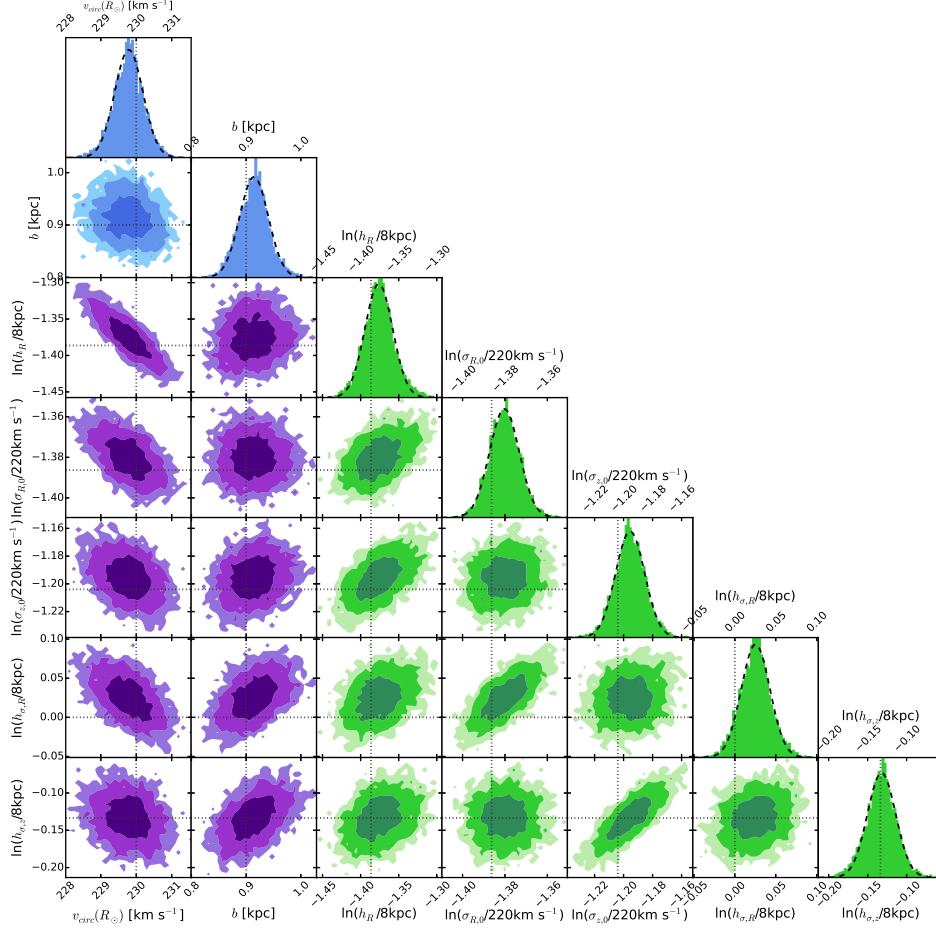 v_circ(R_⊙) [km s⁻¹]
228 229 230 231
b [kpc]
0.8 0.9 1.0
b [kpc]
1.0
0.9
0.8
ln(h_R/8kpc)
−1.45 −1.40 −1.35 −1.30
ln(h_R/8kpc)
−1.30
−1.35
−1.40
−1.45
ln(σ_R,0/220km s⁻¹)
−1.40 −1.38 −1.36
ln(σ_R,0/220km s⁻¹)
−1.36
−1.38
−1.40
ln(σ_z,0/220km s⁻¹)
−1.22 −1.20 −1.18 −1.16
ln(σ_z,0/220km s⁻¹)
−1.16
−1.18
−1.20
−1.22
ln(h_σ,R/8kpc)
−0.05 0.00 0.05 0.10
ln(h_σ,R/8kpc)
0.10
0.05
0.00
−0.05
ln(h_σ,z/8kpc)
−0.20 −0.15 −0.10
ln(h_σ,z/8kpc)
−0.10
−0.15
−0.20
228 229 230 231 0.8 0.9 1.0 −1.45 −1.40 −1.35 −1.30 −1.40 −1.38 −1.36 −1.22 −1.20 −1.18 −1.16 −0.05 0.00 0.05 0.10 −0.20 −0.15 −0.10
v_circ(R_⊙) [km s⁻¹] b [kpc] ln(h_R/8kpc) ln(σ_R,0/220km s⁻¹) ln(σ_z,0/220km s⁻¹) ln(h_σ,R/8kpc) ln(h_σ,z/8kpc)